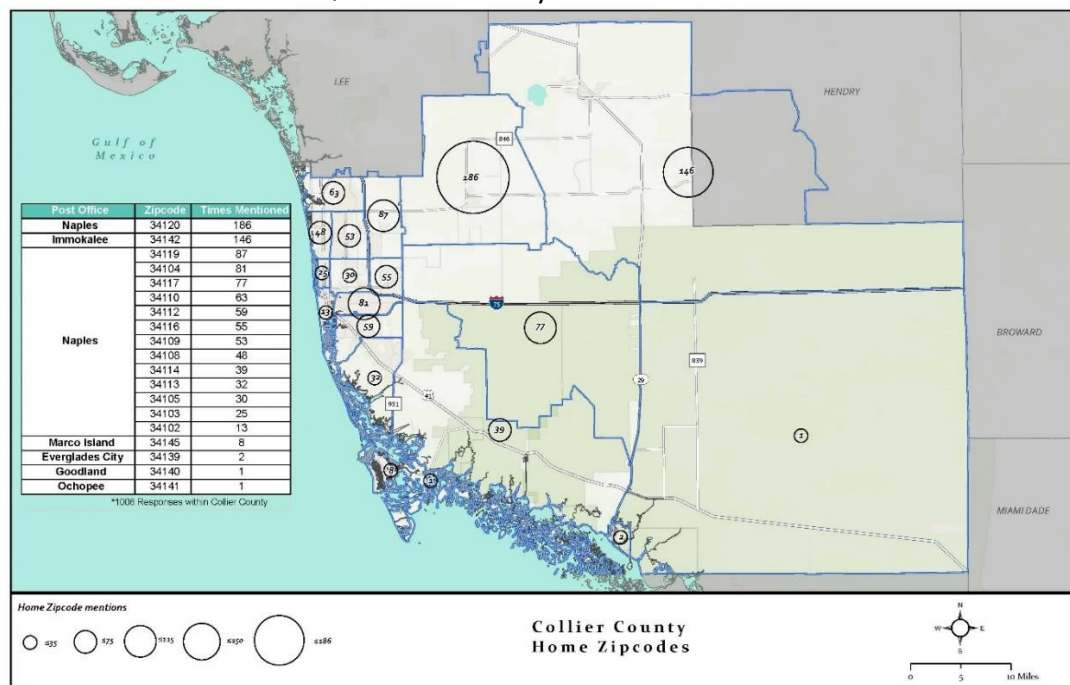 LEE
HENDRY
Gulf of
Mexico
846
186
146
63
87
148
53
25
30
55
81
13
59
75
77
BROWARD
839
29
32
951
41
39
1
8
2
MIAMI DADE
Post Office Zipcode Times Mentioned
Naples 34120 186
Immokalee 34142 146
34119 87
34104 81
34117 77
34110 63
34112 59
34116 55
34109 53
Naples
34108 48
34114 39
34113 32
34105 30
34103 25
34102 13
Marco Island 34145 8
Everglades City 34139 2
Goodland 34140 1
Ochopee 34141 1
*1006 Responses within Collier County
Home Zipcode mentions
≤35 ≤75 ≤115 ≤150 ≤186
Collier County
Home Zipcodes
N
W E
S
0 5 10 Miles